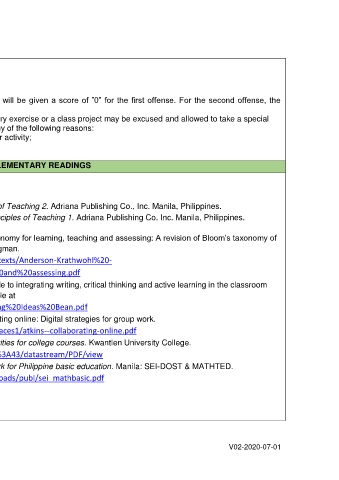 will be given a score of "0" for the first offense. For the second offense, the
ry exercise or a class project may be excused and allowed to take a special
y of the following reasons:
r activity;
LEMENTARY READINGS
of Teaching 2. Adriana Publishing Co., Inc. Manila, Philippines.
ciples of Teaching 1. Adriana Publishing Co. Inc. Manila, Philippines.
nomy for learning, teaching and assessing: A revision of Bloom's taxonomy of
gman.
texts/Anderson-Krathwohl%20-
0and%20assessing.pdf
de to integrating writing, critical thinking and active learning in the classroom
le at
ng%20Ideas%20Bean.pdf
ting online: Digital strategies for group work.
aces1/atkins--collaborating-online.pdf
ities for college courses. Kwantlen University College.
%3A43/datastream/PDF/view
rk for Philippine basic education. Manila: SEI-DOST & MATHTED.
oads/publ/sei_mathbasic.pdf
V02-2020-07-01